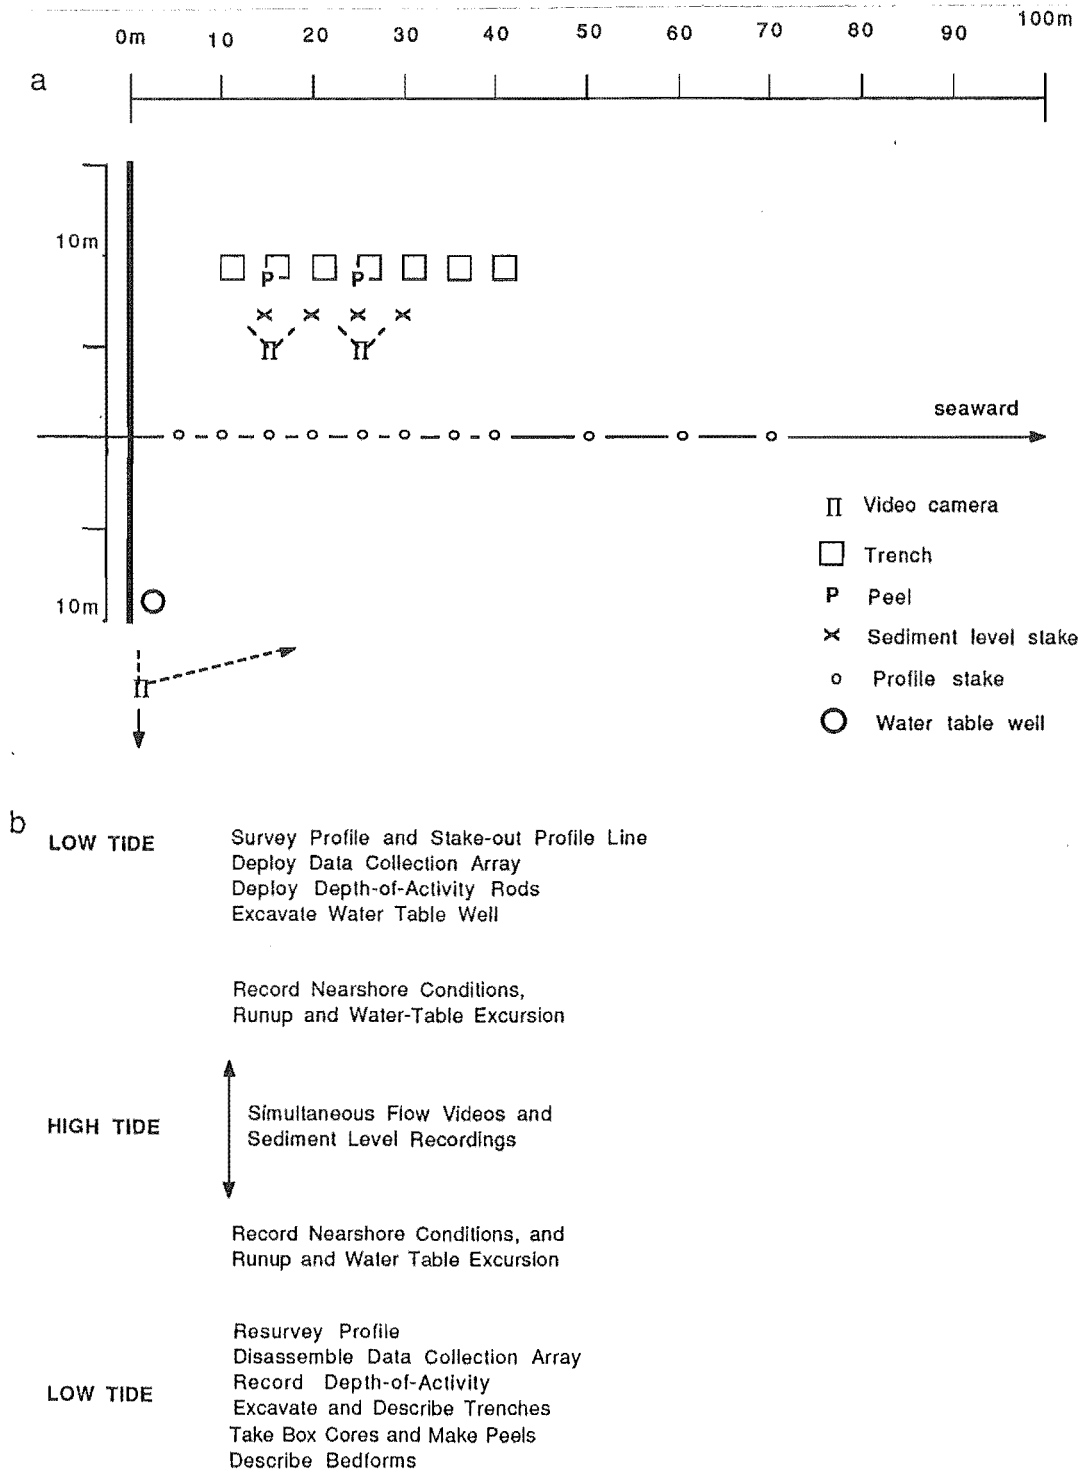 0m 10 20 30 40 50 60 70 80 90 100m
a
10m
P P
seaward
Π Video camera
Trench
P Peel
× Sediment level stake
o Profile stake
10m
Water table well
b
LOW TIDE
Survey Profile and Stake-out Profile Line
Deploy Data Collection Array
Deploy Depth-of-Activity Rods
Excavate Water Table Well
Record Nearshore Conditions,
Runup and Water-Table Excursion
HIGH TIDE
Simultaneous Flow Videos and
Sediment Level Recordings
Record Nearshore Conditions, and
Runup and Water Table Excursion
LOW TIDE
Resurvey Profile
Disassemble Data Collection Array
Record Depth-of-Activity
Excavate and Describe Trenches
Take Box Cores and Make Peels
Describe Bedforms